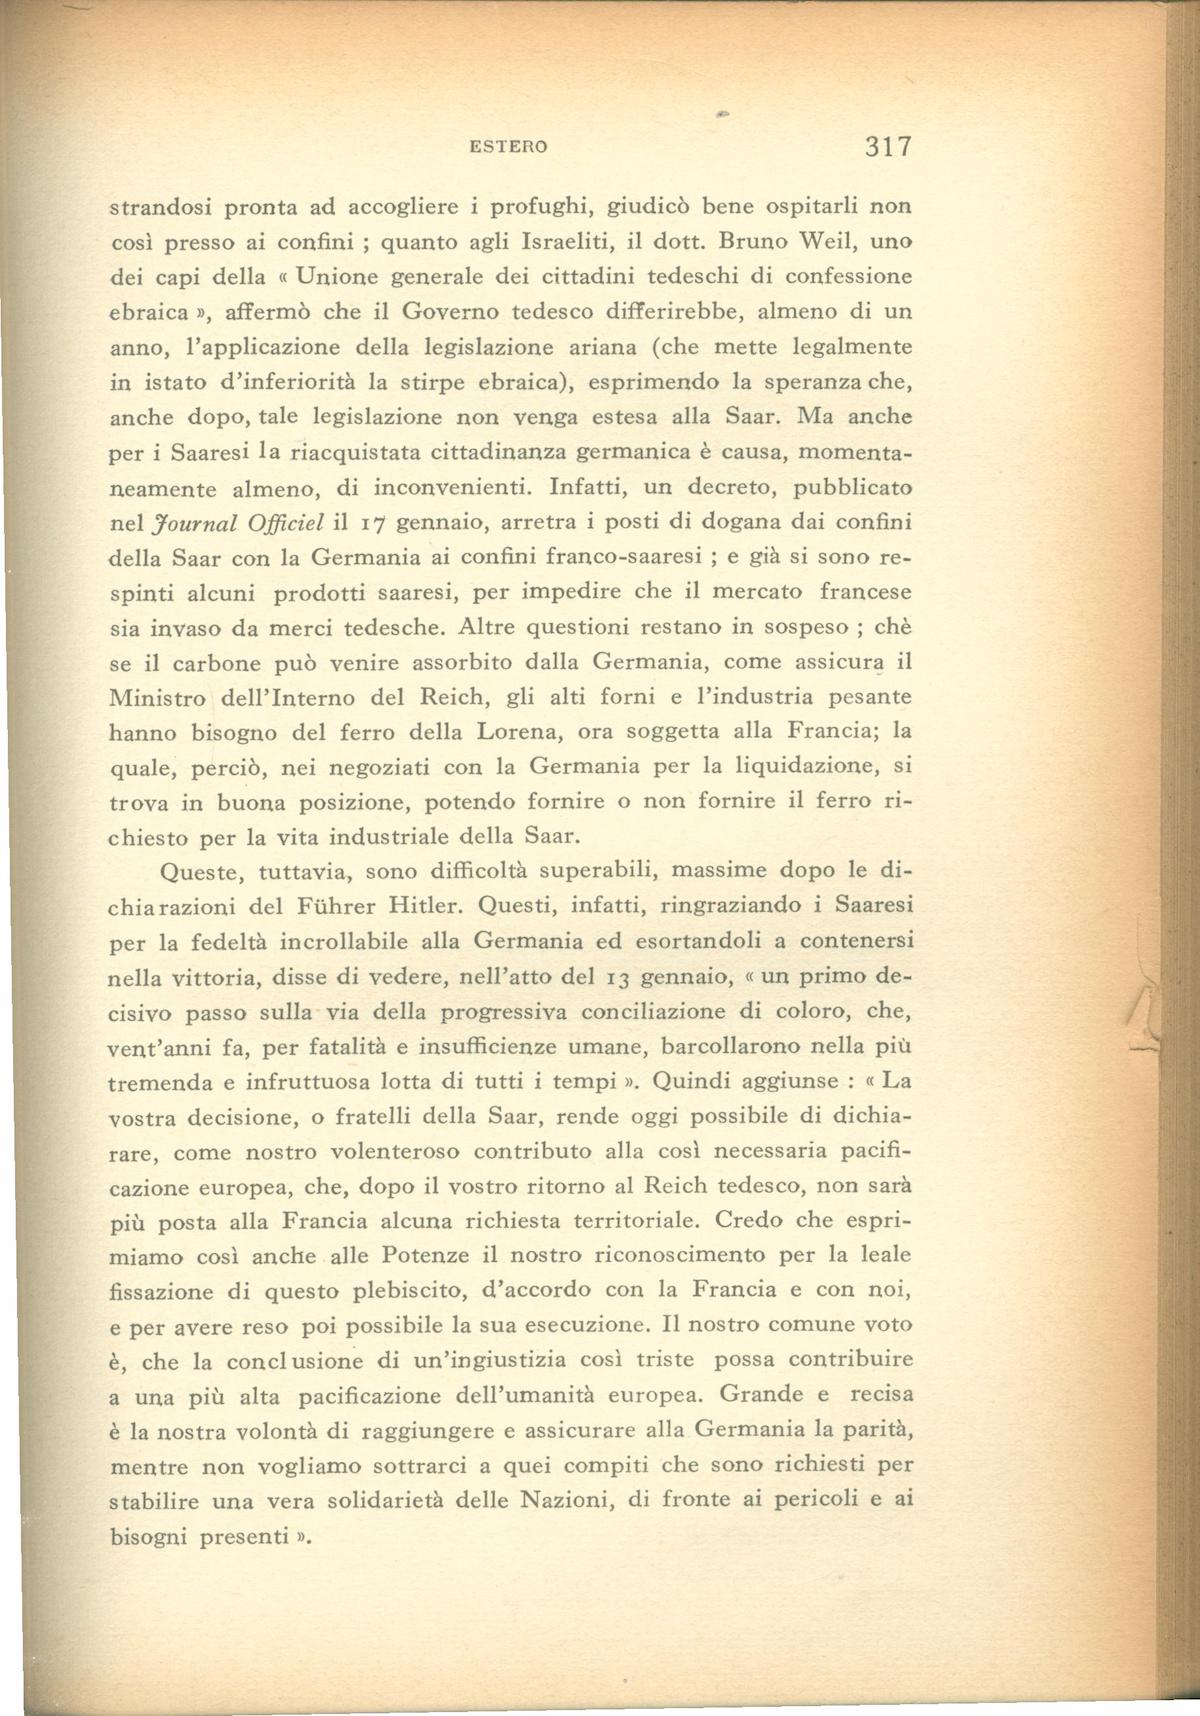 ESTERO 317
strandosi pronta ad accogliere i profughi, giudicò bene ospitarli non
così presso ai confini ; quanto agli Israeliti, il dott. Bruno Weil, uno
dei capi della « Unione generale dei cittadini tedeschi di confessione
ebraica », affermò che il Governo tedesco differirebbe, almeno di un
anno, l'applicazione della legislazione ariana (che mette legalmente
in istato d'inferiorità la stirpe ebraica), esprimendo la speranza che,
anche dopo, tale legislazione non venga estesa alla Saar. Ma anche
per i Saaresi la riacquistata cittadinanza germanica è causa, momenta-
neamente almeno, di inconvenienti. Infatti, un decreto, pubblicato
nel Journal Officiel il 17 gennaio, arretra i posti di dogana dai confini
della Saar con la Germania ai confini franco-saaresi ; e già si sono re-
spinti alcuni prodotti saaresi, per impedire che il mercato francese
sia invaso da merci tedesche. Altre questioni restano in sospeso ; chè
se il carbone può venire assorbito dalla Germania, come assicura il
Ministro dell'Interno del Reich, gli alti forni e l'industria pesante
hanno bisogno del ferro della Lorena, ora soggetta alla Francia; la
quale, perciò, nei negoziati con la Germania per la liquidazione, si
trova in buona posizione, potendo fornire o non fornire il ferro ri-
chiesto per la vita industriale della Saar.
Queste, tuttavia, sono difficoltà superabili, massime dopo le di-
chiarazioni del Führer Hitler. Questi, infatti, ringraziando i Saaresi
per la fedeltà incrollabile alla Germania ed esortandoli a contenersi
nella vittoria, disse di vedere, nell'atto del 13 gennaio, « un primo de-
cisivo passo sulla via della progressiva conciliazione di coloro, che,
vent'anni fa, per fatalità e insufficienze umane, barcollarono nella più
tremenda e infruttuosa lotta di tutti i tempi ». Quindi aggiunse : « La
vostra decisione, o fratelli della Saar, rende oggi possibile di dichia-
rare, come nostro volenteroso contributo alla così necessaria pacifi-
cazione europea, che, dopo il vostro ritorno al Reich tedesco, non sarà
più posta alla Francia alcuna richiesta territoriale. Credo che espri-
miamo così anche alle Potenze il nostro riconoscimento per la leale
fissazione di questo plebiscito, d'accordo con la Francia e con noi,
e per avere reso poi possibile la sua esecuzione. Il nostro comune voto
è, che la conclusione di un'ingiustizia così triste possa contribuire
a una più alta pacificazione dell'umanità europea. Grande e recisa
è la nostra volontà di raggiungere e assicurare alla Germania la parità,
mentre non vogliamo sottrarci a quei compiti che sono richiesti per
stabilire una vera solidarietà delle Nazioni, di fronte ai pericoli e ai
bisogni presenti ».